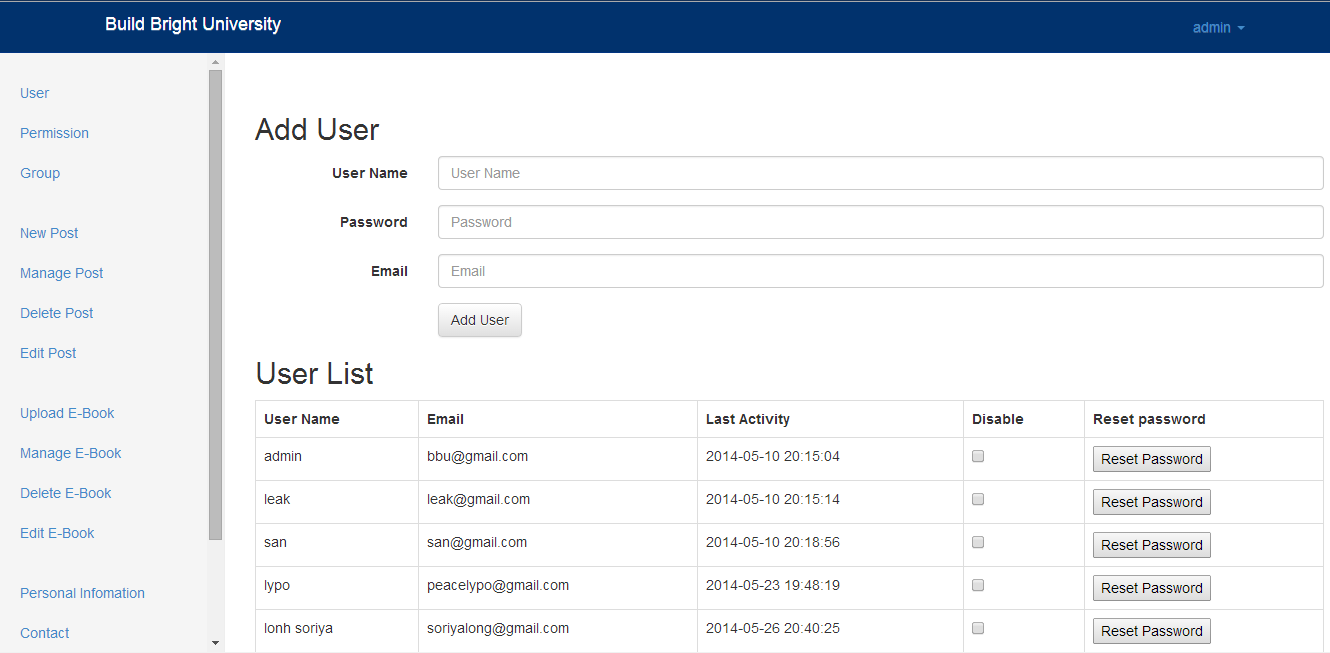 Build Bright University
admin
User
Permission
Group
New Post
Manage Post
Delete Post
Edit Post
Upload E-Book
Manage E-Book
Delete E-Book
Edit E-Book
Personal Infomation
Contact
Add User
User Name User Name
Password Password
Email Email
Add User
User List
User Name Email Last Activity Disable Reset password
admin bbu@gmail.com 2014-05-10 20:15:04 Reset Password
leak leak@gmail.com 2014-05-10 20:15:14 Reset Password
san san@gmail.com 2014-05-10 20:18:56 Reset Password
lypo peacelypo@gmail.com 2014-05-23 19:48:19 Reset Password
lonh soriya soriyalong@gmail.com 2014-05-26 20:40:25 Reset Password